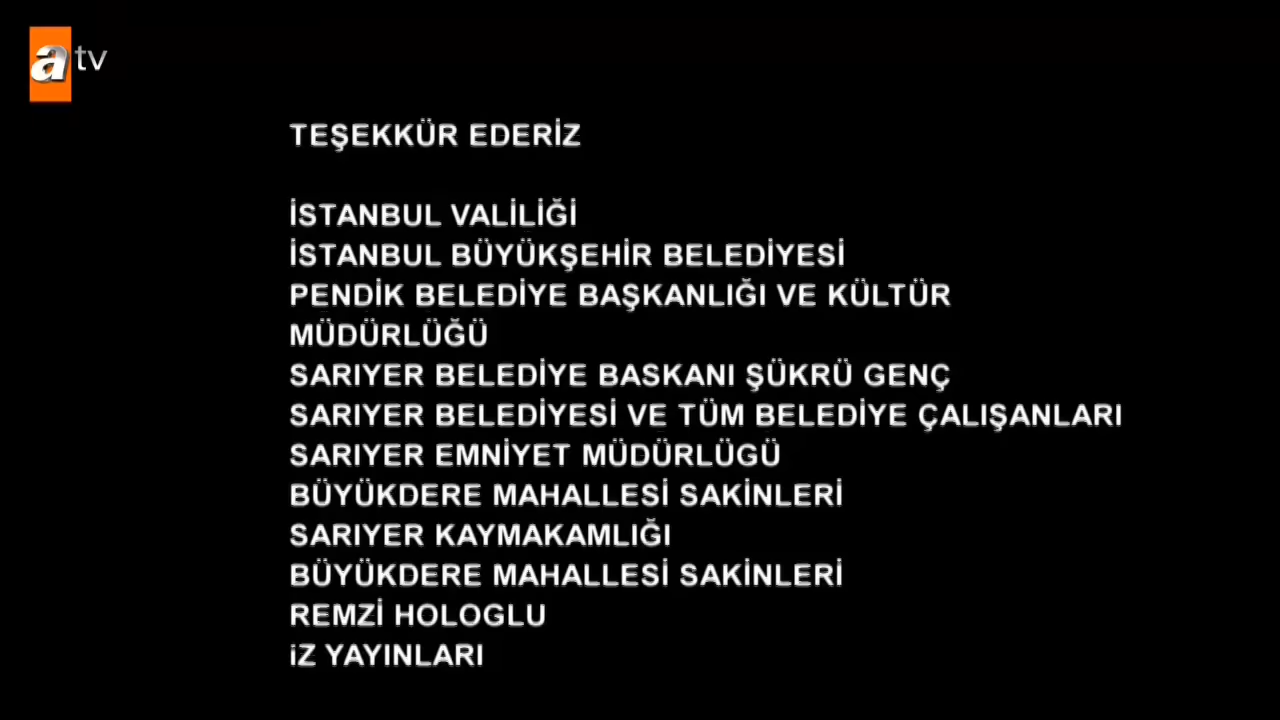 atv
TEŞEKKÜR EDERİZ
İSTANBUL VALİLİĞİ
İSTANBUL BÜYÜKŞEHİR BELEDİYESİ
PENDİK BELEDİYE BAŞKANLIĞI VE KÜLTÜR
MÜDÜRLÜĞÜ
SARIYER BELEDİYE BASKANI ŞÜKRÜ GENÇ
SARIYER BELEDİYESİ VE TÜM BELEDİYE ÇALIŞANLARI
SARIYER EMNİYET MÜDÜRLÜGÜ
BÜYÜKDERE MAHALLESİ SAKİNLERİ
SARIYER KAYMAKAMLIĞI
BÜYÜKDERE MAHALLESİ SAKİNLERİ
REMZİ HOLOGLU
iZ YAYINLARI